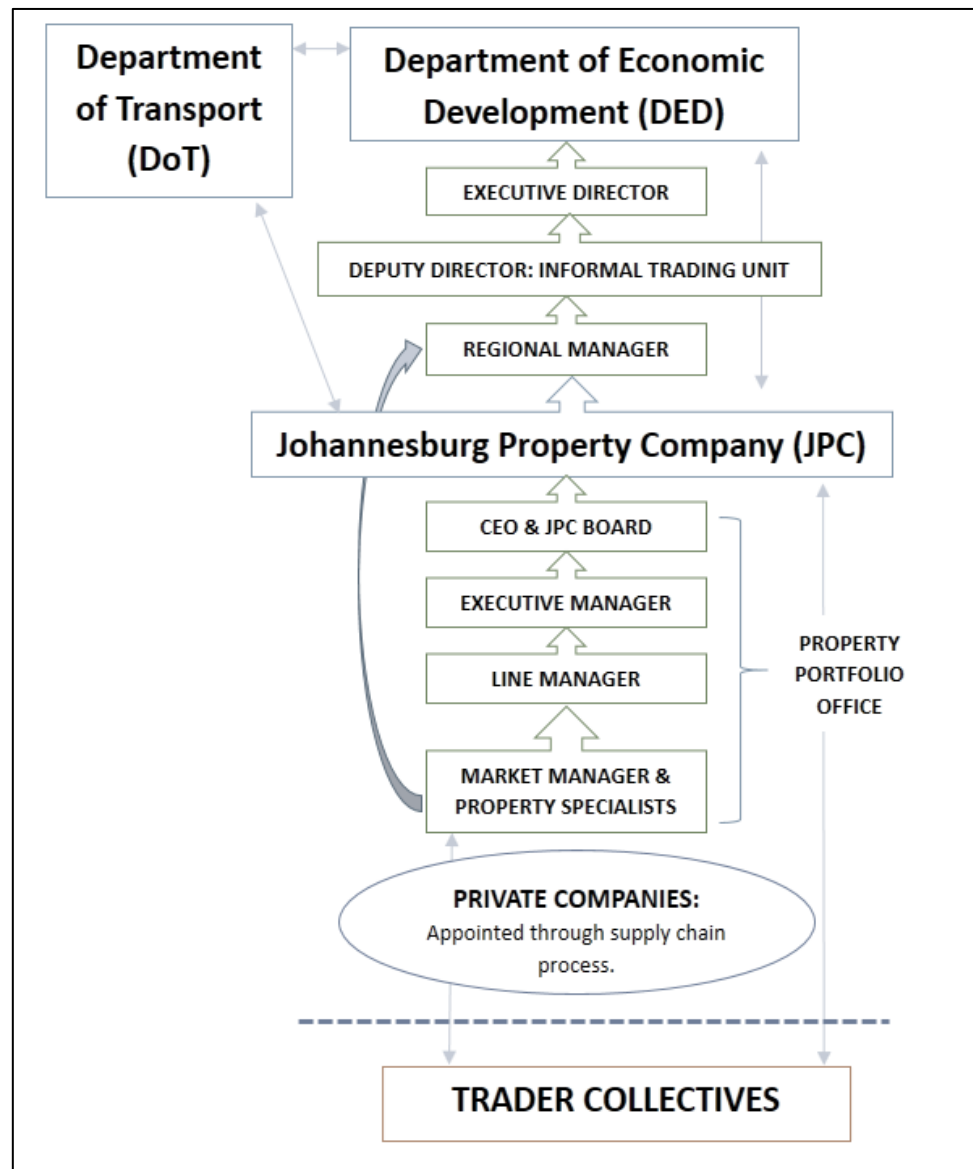 Department
of Transport
(DoT)
Department of Economic
Development (DED)
EXECUTIVE DIRECTOR
DEPUTY DIRECTOR: INFORMAL TRADING UNIT
REGIONAL MANAGER
Johannesburg Property Company (JPC)
CEO & JPC BOARD
EXECUTIVE MANAGER
LINE MANAGER
PROPERTY
PORTFOLIO
OFFICE
MARKET MANAGER &
PROPERTY SPECIALISTS
PRIVATE COMPANIES:
Appointed through supply chain
process.
TRADER COLLECTIVES